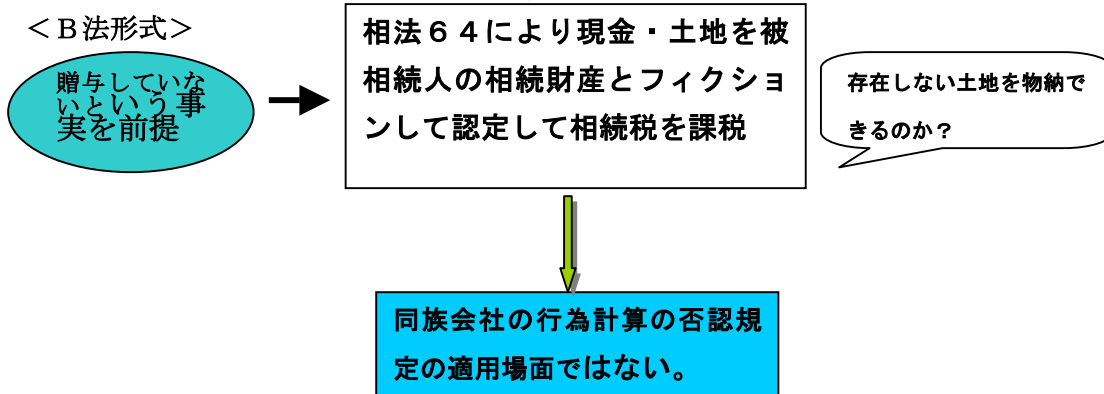 ＜Ｂ法形式＞
贈与していな
いという事
実を前提
相法６４により現金・土地を被
相続人の相続財産とフィクショ
ンして認定して相続税を課税
存在しない土地を物納で
きるのか？
同族会社の行為計算の否認規
定の適用場面ではない。